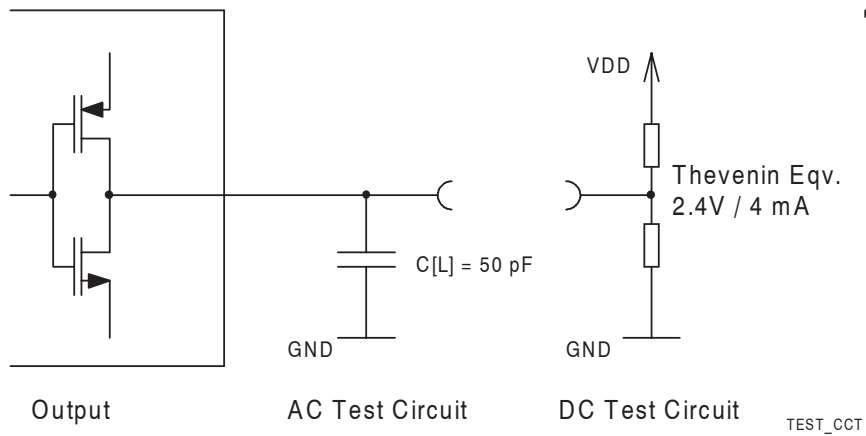 VDD
Thevenin Eqv.
2.4V / 4 mA
C[L] = 50 pF
GND
GND
Output
AC Test Circuit
DC Test Circuit
TEST_CCT